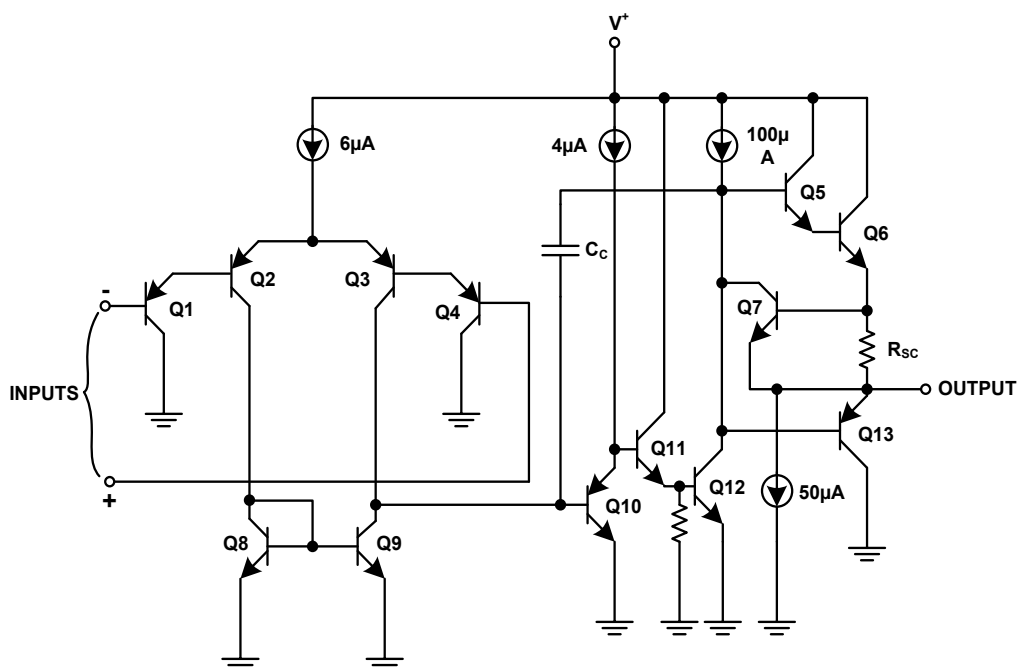 V+
6µA
4µA
100µ
A
Q5
Q6
Q2
Q3
CC
Q1
Q4
Q7
RSC
-
INPUTS
OUTPUT
Q11
Q13
+
Q10
Q12
50µA
Q8
Q9